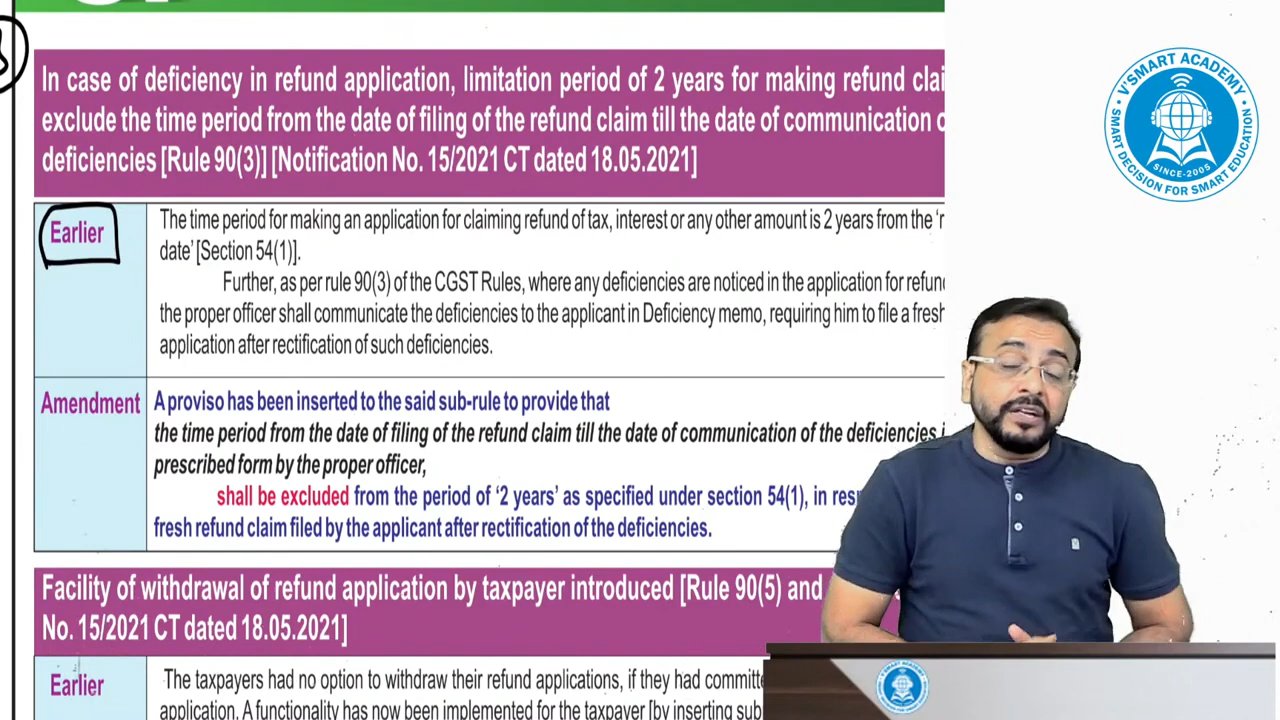 In case of deficiency in refund application, limitation period of 2 years for making refund
exclude the time period from the date of filing of the refund claim till the date of communication
deficiencies [Rule 90(3)] [Notification No. 15/2021 CT dated 18.05.2021]
Earlier
The time period for making an application for claiming refund of tax, interest or any other amount is 2 years from the
date' [Section 54(1)].
Further, as per rule 90(3) of the CGST Rules, where any deficiencies are noticed in the application for
the proper officer shall communicate the deficiencies to the applicant in Deficiency memo, requiring him to file a fresh
application after rectification of such deficiencies.
Amendment
A proviso has been inserted to the said sub-rule to provide that
the time period from the date of filing of the refund claim till the date of communication of the deficiencies
prescribed form by the proper officer,
shall be excluded from the period of '2 years' as specified under section 54(1), in
fresh refund claim filed by the applicant after rectification of the deficiencies.
Facility of withdrawal of refund application by taxpayer introduced [Rule 90(5) and
No. 15/2021 CT dated 18.05.2021]
Earlier
The taxpayers had no option to withdraw their refund applications, if they had
application. A functionality has now been implemented for the taxpayer [by inserting
V'SMART ACADEMY
SMART DECISION FOR SMART EDUCATION
SINCE-2005